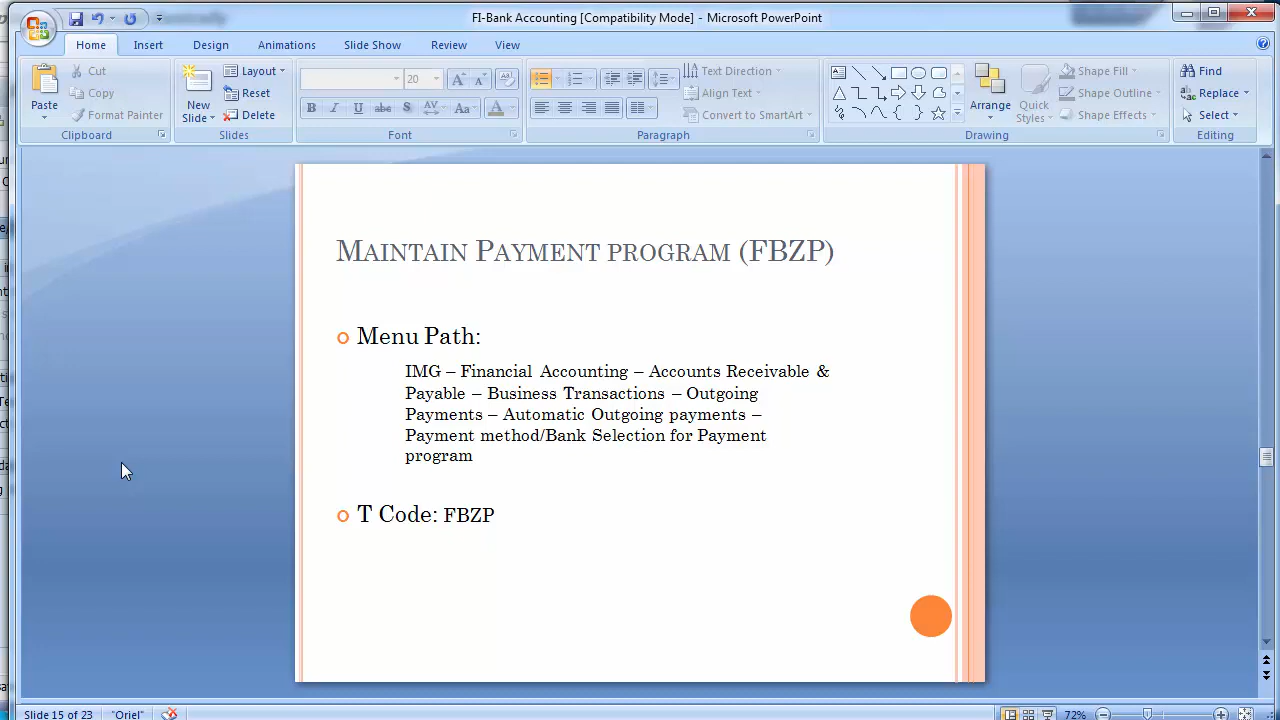 FI-Bank Accounting [Compatibility Mode] - Microsoft PowerPoint
Home Insert Design Animations Slide Show Review View
Paste
Cut
Copy
Format Painter
Clipboard
New Slide
Layout
Reset
Delete
Slides
20
B I U abc S AV Aa A
Font
Text Direction
Align Text
Convert to SmartArt
Paragraph
Arrange
Quick Styles
Shape Fill
Shape Outline
Shape Effects
Drawing
Find
Replace
Select
Editing
MAINTAIN PAYMENT PROGRAM (FBZP)
Menu Path:
IMG – Financial Accounting – Accounts Receivable &
Payable – Business Transactions – Outgoing
Payments – Automatic Outgoing payments –
Payment method/Bank Selection for Payment
program
T Code: FBZP
Slide 15 of 23 "Oriel" 72%